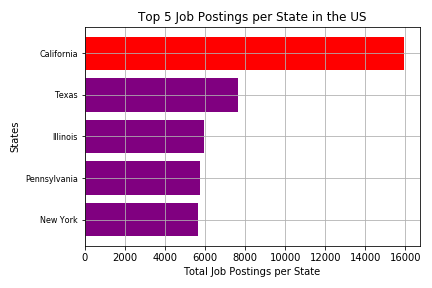 Top 5 Job Postings per State in the US
California
Texas
Illinois
Pennsylvania
New York
States
0 2000 4000 6000 8000 10000 12000 14000 16000
Total Job Postings per State